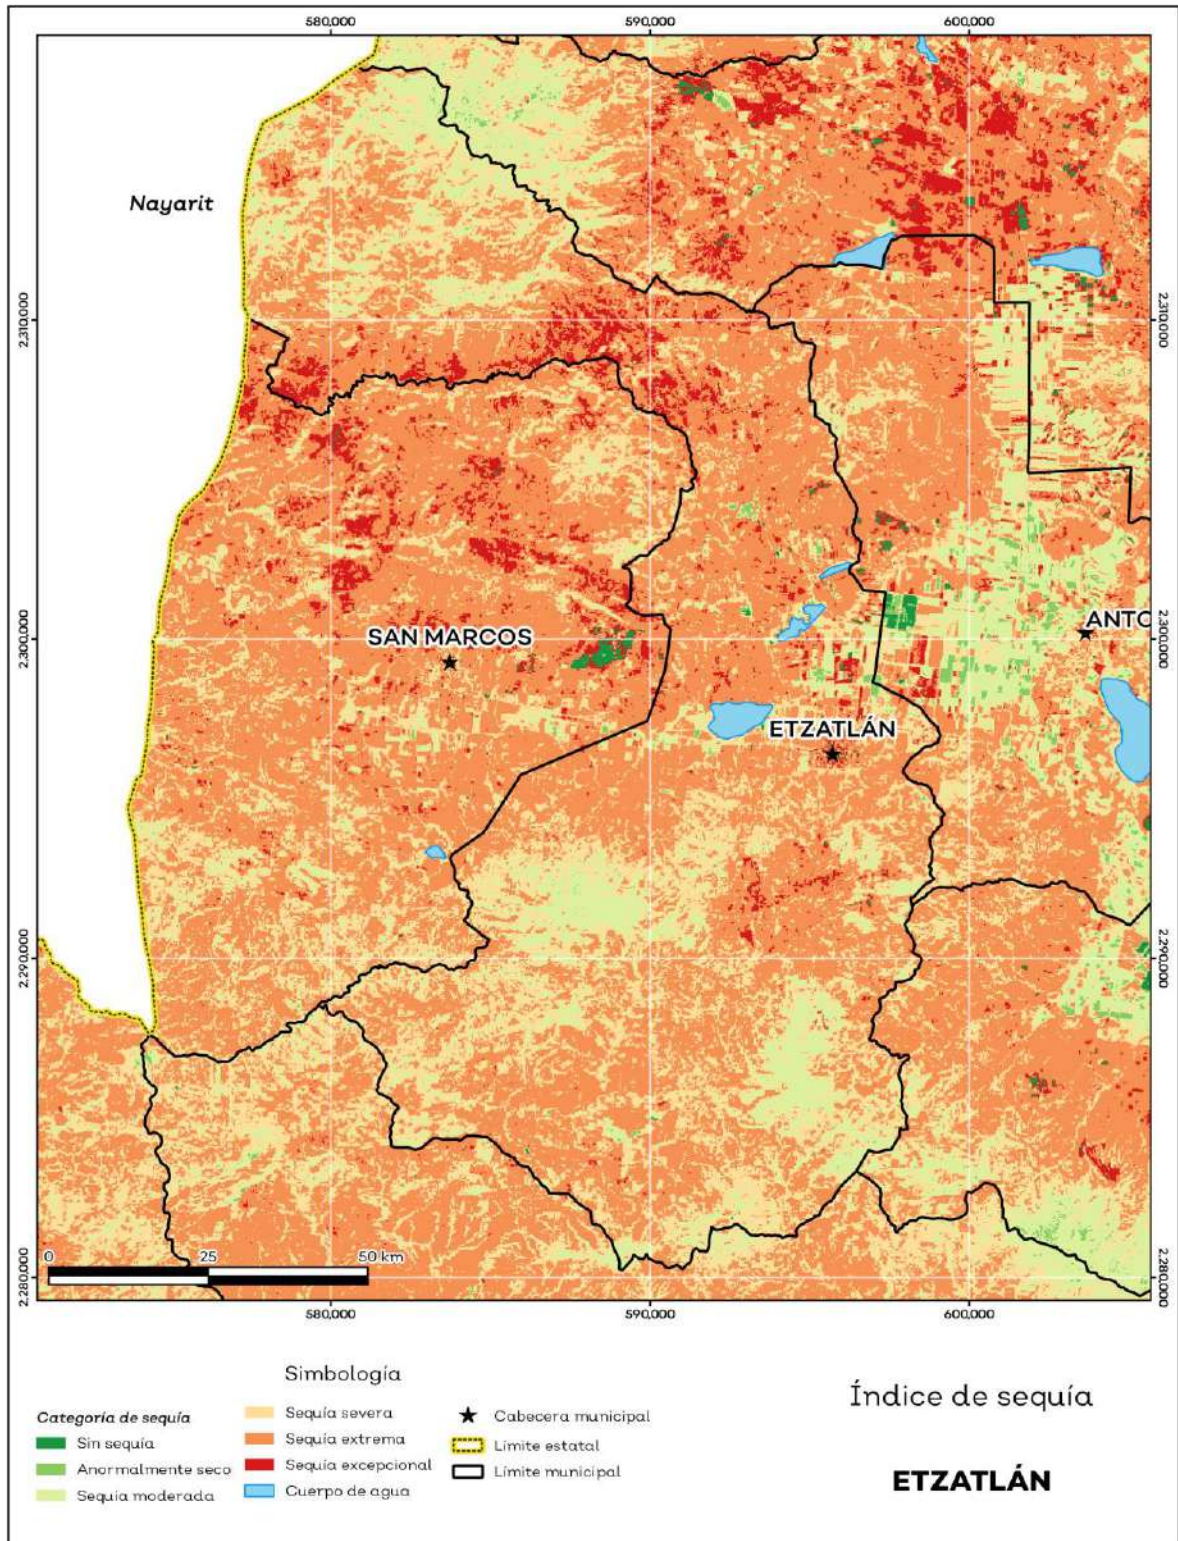 580,000 590,000 600,000
Nayarit
2,310,000 2,310,000
SAN MARCOS
ANTO
2,300,000 2,300,000
ETZATLÁN
2,290,000 2,290,000
0 25 50 km
2,280,000 2,280,000
580,000 590,000 600,000
Simbología
Categoría de sequía
Sin sequía
Anormalmente seco
Sequía moderada
Sequía severa
Sequía extrema
Sequía excepcional
Cuerpo de agua
Cabecera municipal
Límite estatal
Límite municipal
Índice de sequía
ETZATLÁN